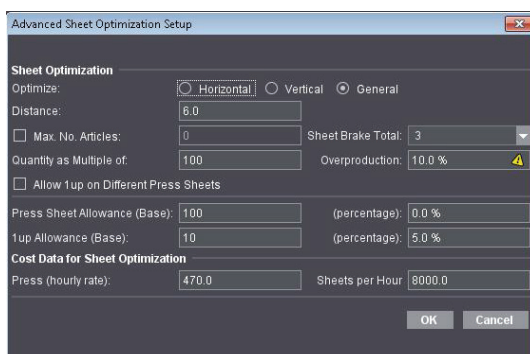 Advanced Sheet Optimization Setup
Sheet Optimization
Optimize: Horizontal Vertical General
Distance: 6.0
Max. No. Articles: 0 Sheet Brake Total: 3
Quantity as Multiple of: 100 Overproduction: 10.0 %
Allow 1up on Different Press Sheets
Press Sheet Allowance (Base): 100 (percentage): 0.0 %
1up Allowance (Base): 10 (percentage): 5.0 %
Cost Data for Sheet Optimization
Press (hourly rate): 470.0 Sheets per Hour 8000.0
OK Cancel